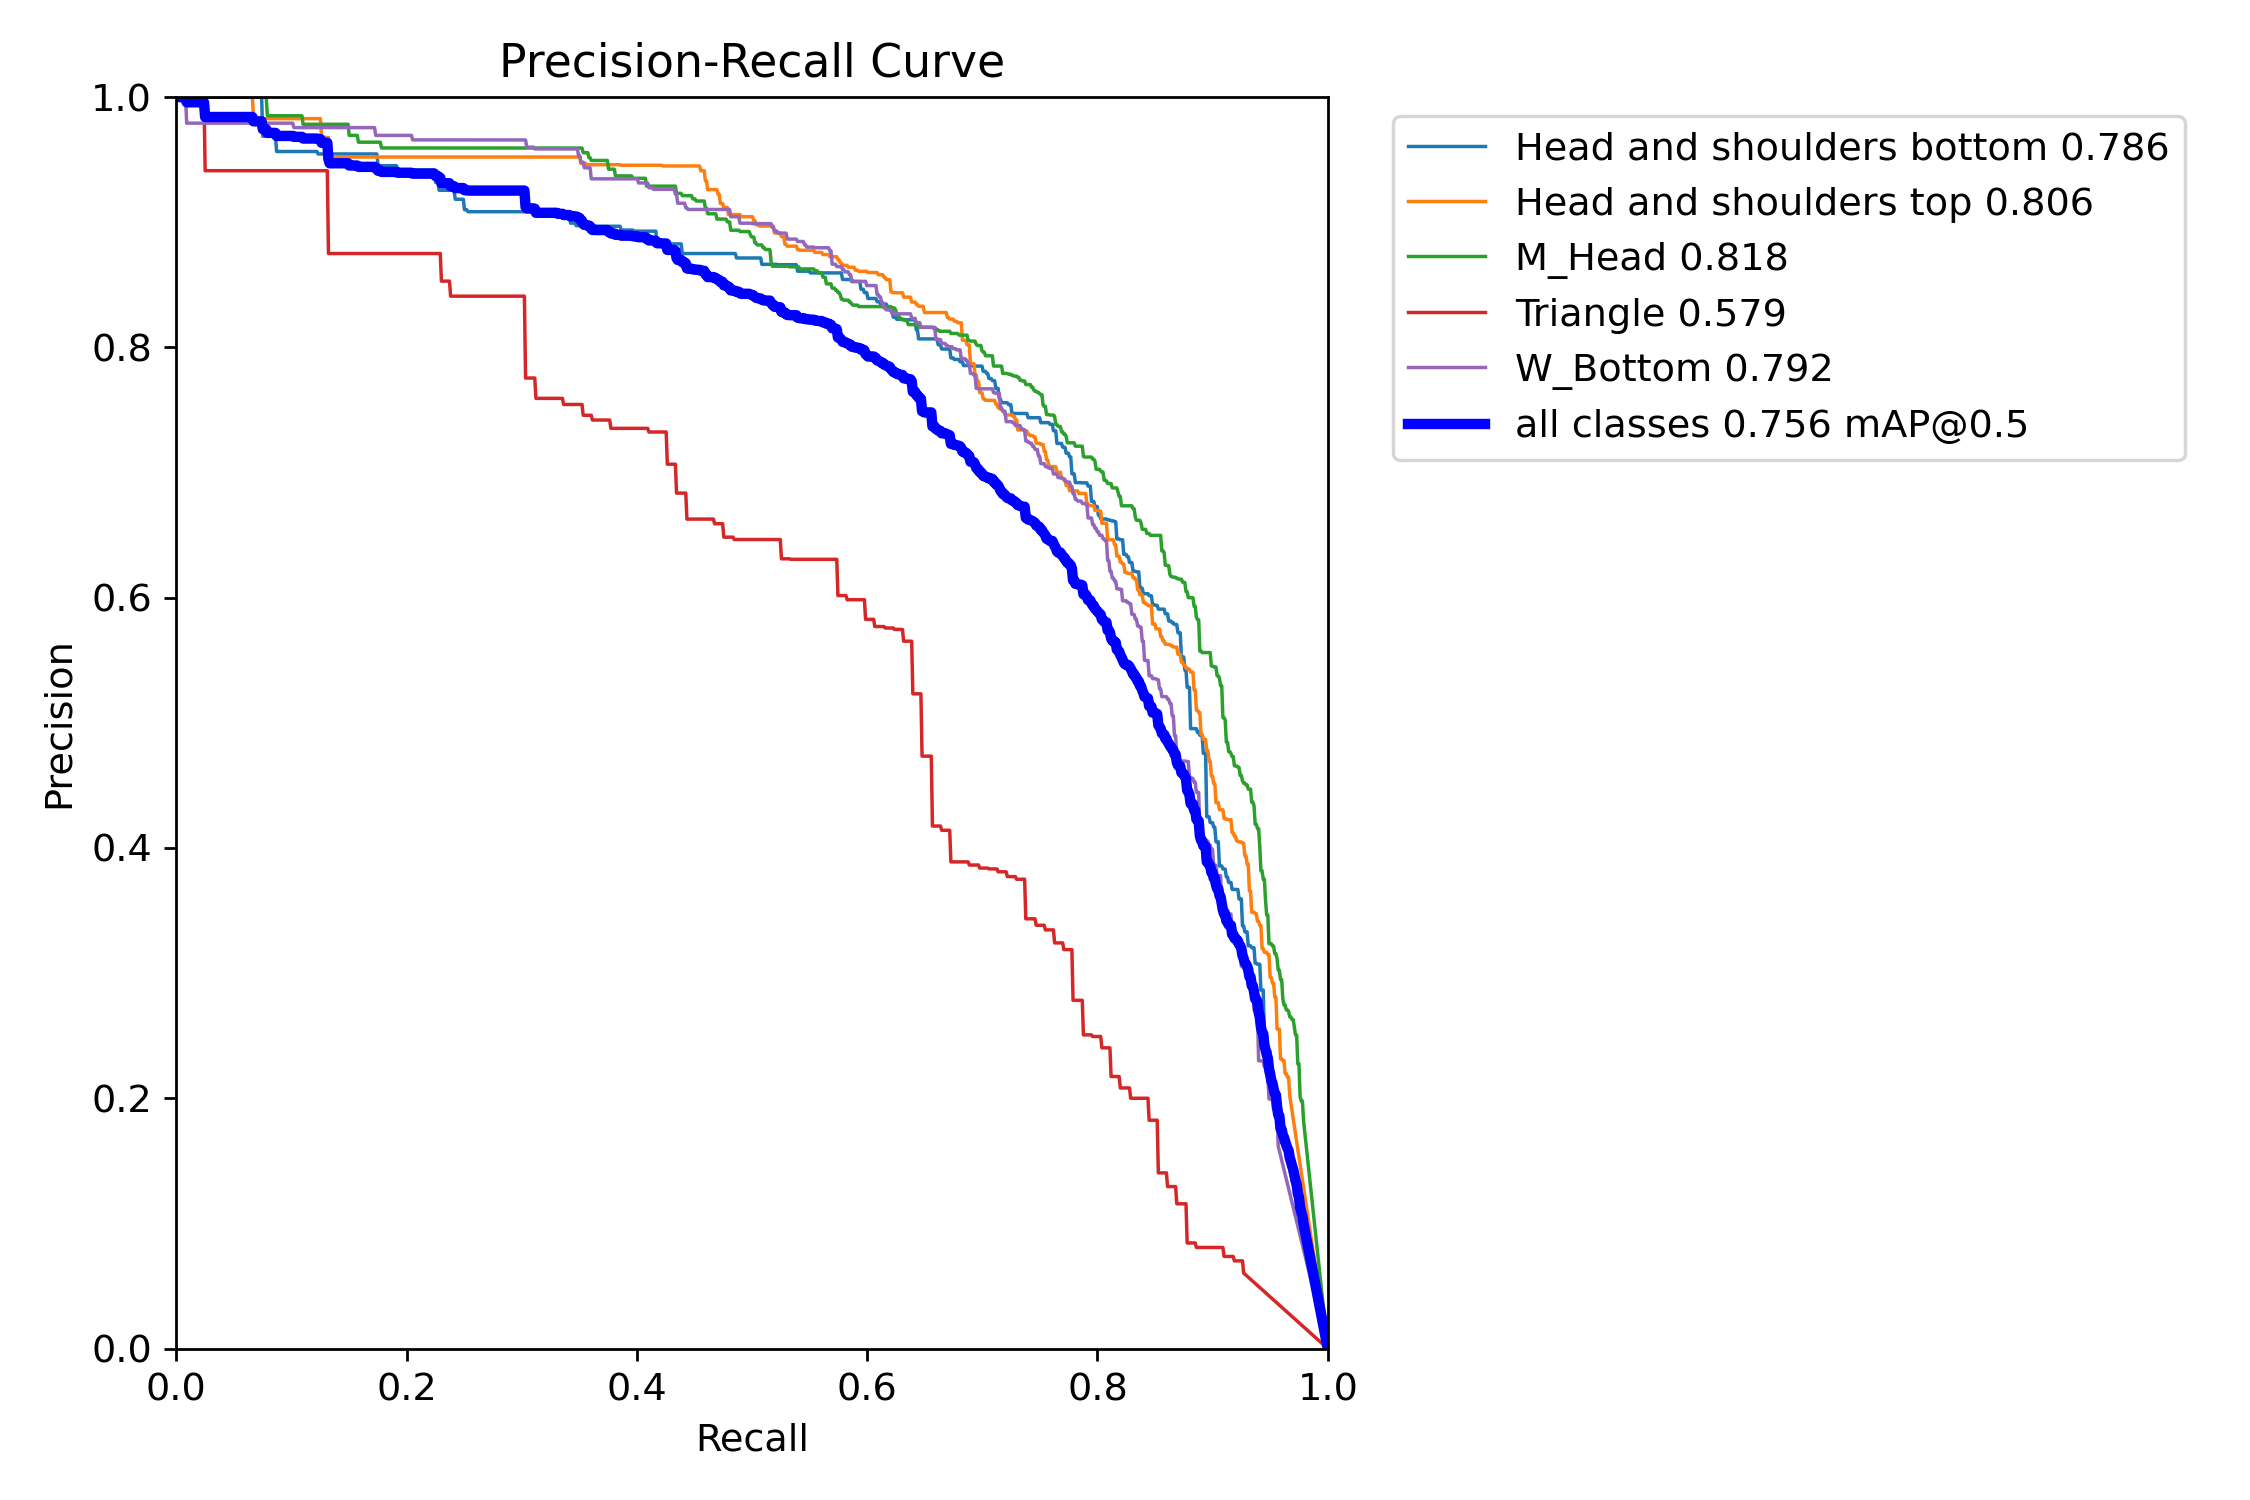 Precision-Recall Curve
1.0
0.8
0.6
0.4
0.2
0.0
Precision
0.0 0.2 0.4 0.6 0.8 1.0
Recall
Head and shoulders bottom 0.786
Head and shoulders top 0.806
M_Head 0.818
Triangle 0.579
W_Bottom 0.792
all classes 0.756 mAP@0.5